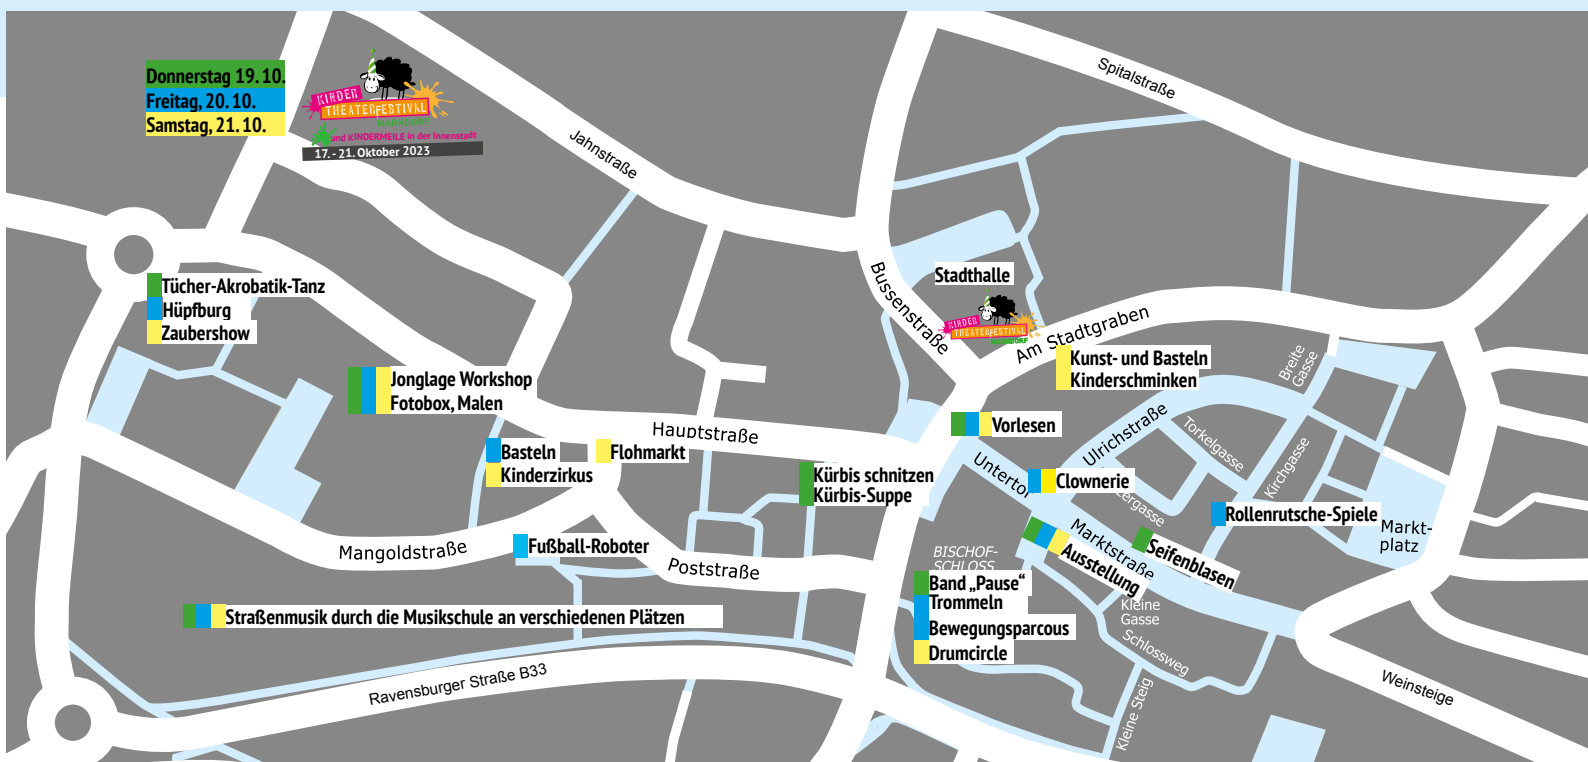 Donnerstag 19.10.
Freitag, 20.10.
Samstag, 21.10.
KINDER
THEATERFESTIVAL
MARKDORF
und KINDERMEILE in der Innenstadt
17. - 21. Oktober 2023
Jahnstraße
Spitalstraße
Bussenstraße
Stadthalle
KINDER
THEATERFESTIVAL
MARKDORF
Am Stadtgraben
Tücher-Akrobatik-Tanz
Hüpfburg
Zaubershow
Kunst- und Basteln
Kinderschminken
Breite
Gasse
Jonglage Workshop
Fotobox, Malen
Hauptstraße
Vorlesen
Ulrichstraße
Torkelgasse
Kirchgasse
Basteln
Kinderzirkus
Flohmarkt
Kürbis schnitzen
Kürbis-Suppe
Untertor
Clownerie
Rollenrutsche-Spiele
Markt-
platz
Mangoldstraße
Fußball-Roboter
Poststraße
Marktstraße
Seifenblasen
Ausstellung
BISCHOF-
SCHLOSS
Band „Pause“
Trommeln
Bewegungsparcous
Drumcircle
Kleine
Gasse
Schlossweg
Kleine Steig
Straßenmusik durch die Musikschule an verschiedenen Plätzen
Ravensburger Straße B33
Weinsteige